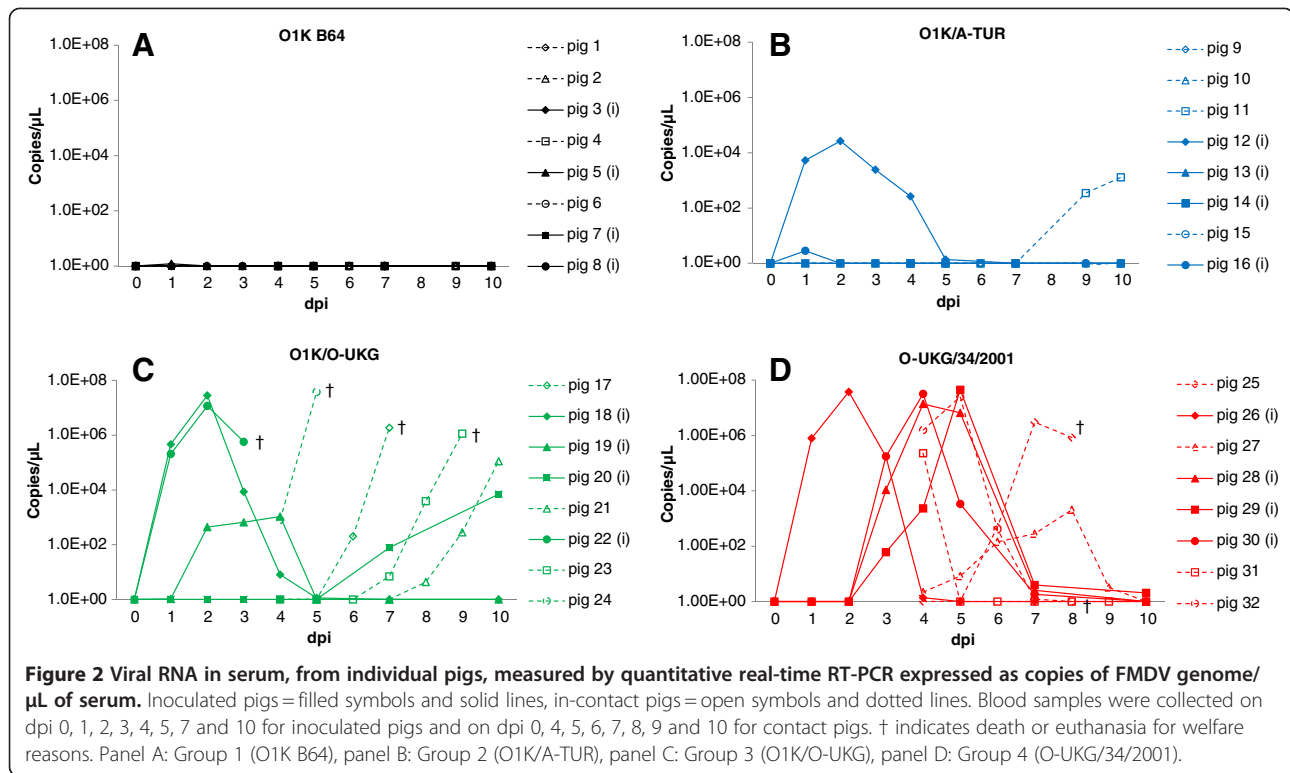 A
O1K B64
1.0E+08
1.0E+06
1.0E+04
1.0E+02
1.0E+00
Copies/µL
0 1 2 3 4 5 6 7 8 9 10
dpi
pig 1
pig 2
pig 3 (i)
pig 4
pig 5 (i)
pig 6
pig 7 (i)
pig 8 (i)
B
O1K/A-TUR
1.0E+08
1.0E+06
1.0E+04
1.0E+02
1.0E+00
Copies/µL
0 1 2 3 4 5 6 7 8 9 10
dpi
pig 9
pig 10
pig 11
pig 12 (i)
pig 13 (i)
pig 14 (i)
pig 15
pig 16 (i)
C
O1K/O-UKG
1.0E+08
1.0E+06
1.0E+04
1.0E+02
1.0E+00
Copies/µL
† † † †
0 1 2 3 4 5 6 7 8 9 10
dpi
pig 17
pig 18 (i)
pig 19 (i)
pig 20 (i)
pig 21
pig 22 (i)
pig 23
pig 24
D
O-UKG/34/2001
1.00E+08
1.00E+06
1.00E+04
1.00E+02
1.00E+00
Copies/µL
† †
0 1 2 3 4 5 6 7 8 9 10
dpi
pig 25
pig 26 (i)
pig 27
pig 28 (i)
pig 29 (i)
pig 30 (i)
pig 31
pig 32
Figure 2 Viral RNA in serum, from individual pigs, measured by quantitative real-time RT-PCR expressed as copies of FMDV genome/
µL of serum. Inoculated pigs = filled symbols and solid lines, in-contact pigs = open symbols and dotted lines. Blood samples were collected on
dpi 0, 1, 2, 3, 4, 5, 7 and 10 for inoculated pigs and on dpi 0, 4, 5, 6, 7, 8, 9 and 10 for contact pigs. † indicates death or euthanasia for welfare
reasons. Panel A: Group 1 (O1K B64), panel B: Group 2 (O1K/A-TUR), panel C: Group 3 (O1K/O-UKG), panel D: Group 4 (O-UKG/34/2001).